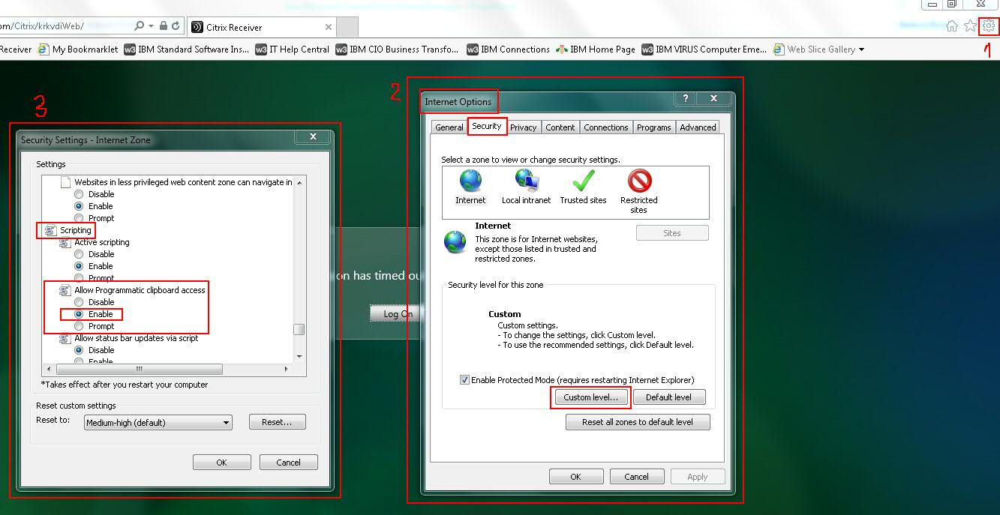 om/Citrix/krkvdiWeb/
Citrix Receiver
1
Receiver My Bookmarklet IBM Standard Software Ins... IT Help Central IBM CIO Business Transfo... IBM Connections IBM Home Page IBM VIRUS Computer Eme... Web Slice Gallery
3
Security Settings - Internet Zone
Settings
Websites in less privileged web content zone can navigate in
Disable
Enable
Prompt
Scripting
Active scripting
Disable
Enable
Prompt
Allow Programmatic clipboard access
Disable
Enable
Prompt
Allow status bar updates via script
Disable
Enable
*Takes effect after you restart your computer
Reset custom settings
Reset to: Medium-high (default) Reset...
OK Cancel
on has timed ou
Log On
2
Internet Options
General Security Privacy Content Connections Programs Advanced
Select a zone to view or change security settings.
Internet Local intranet Trusted sites Restricted
sites
Internet
This zone is for Internet websites,
except those listed in trusted and
restricted zones.
Sites
Security level for this zone
Custom
Custom settings.
- To change the settings, click Custom level.
- To use the recommended settings, click Default level.
Enable Protected Mode (requires restarting Internet Explorer)
Custom level... Default level
Reset all zones to default level
OK Cancel Apply